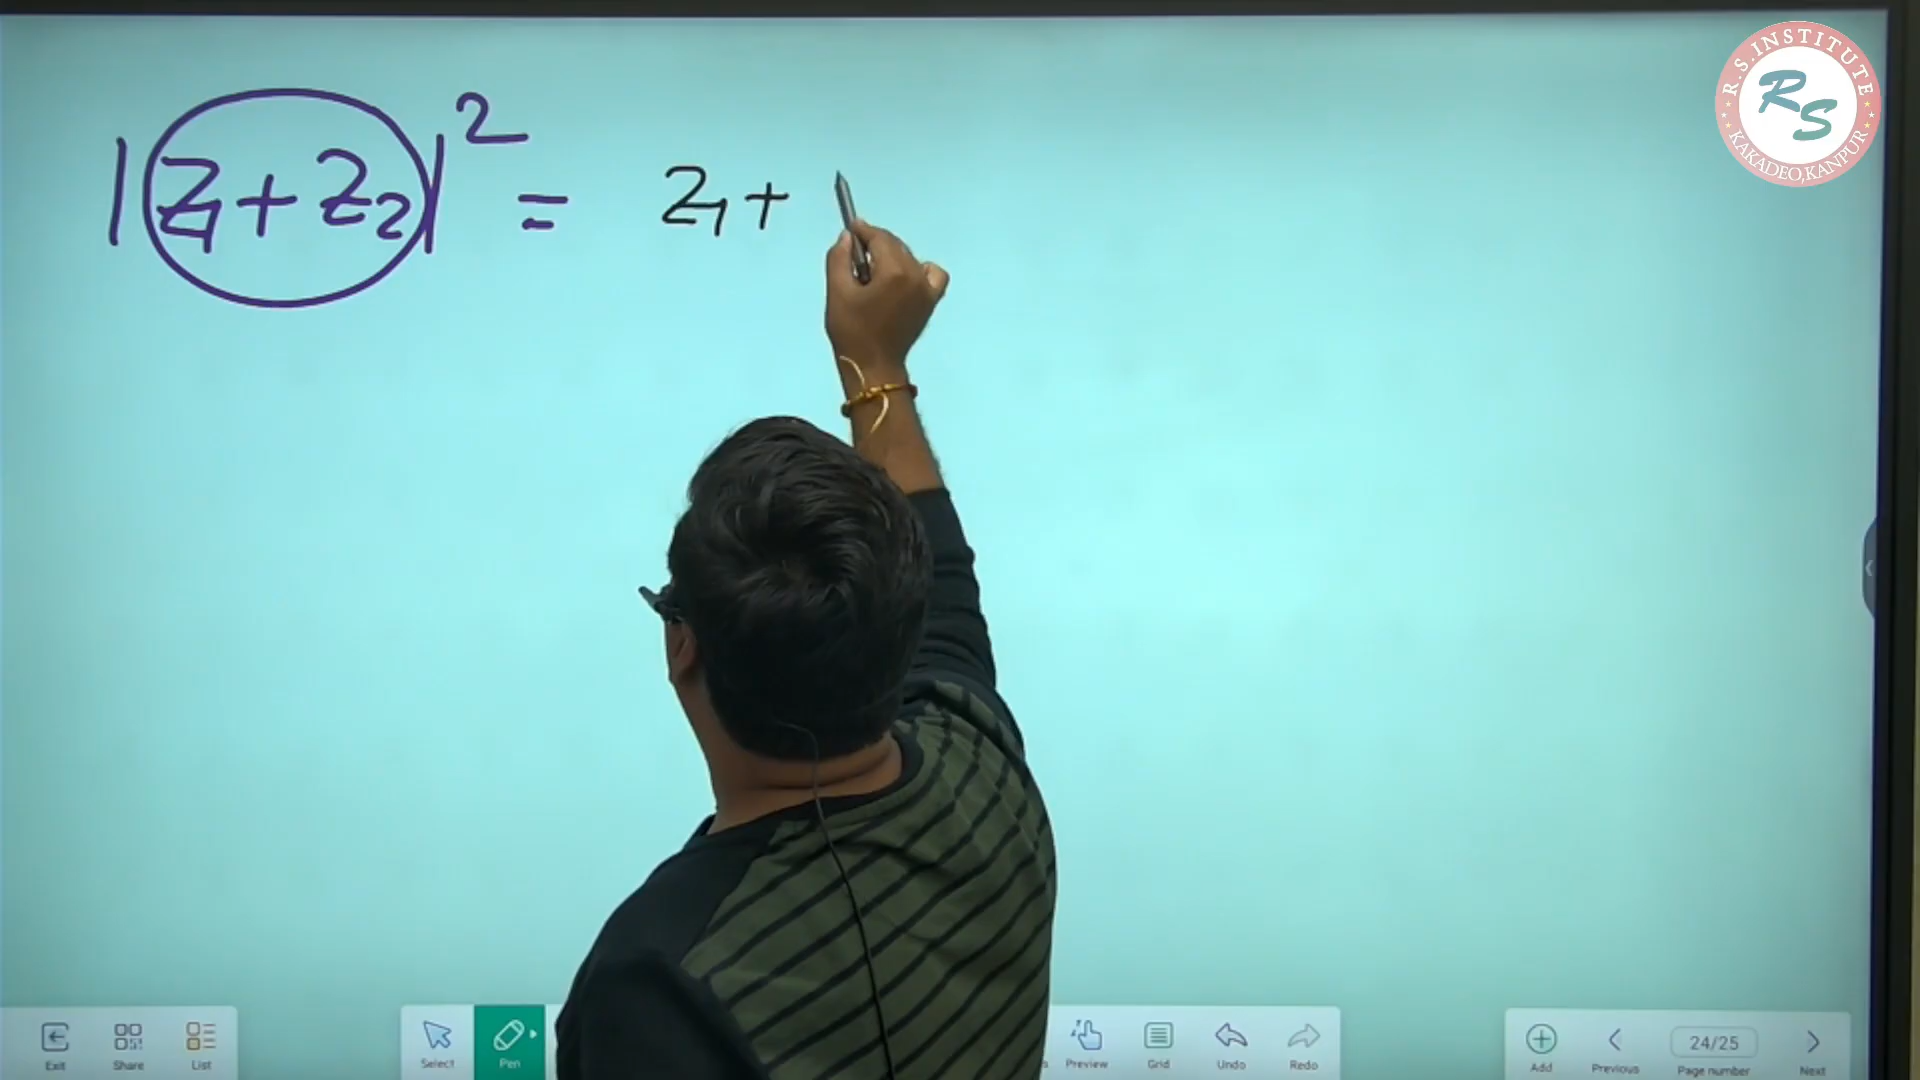 |Z₁+Z₂|² = Z₁+
R.S.INSTITUTE
RS
KAKADEO,KANPUR
Exit Share List Select Pen Preview Grid Undo Redo Add Previous 24/25 Page number Next